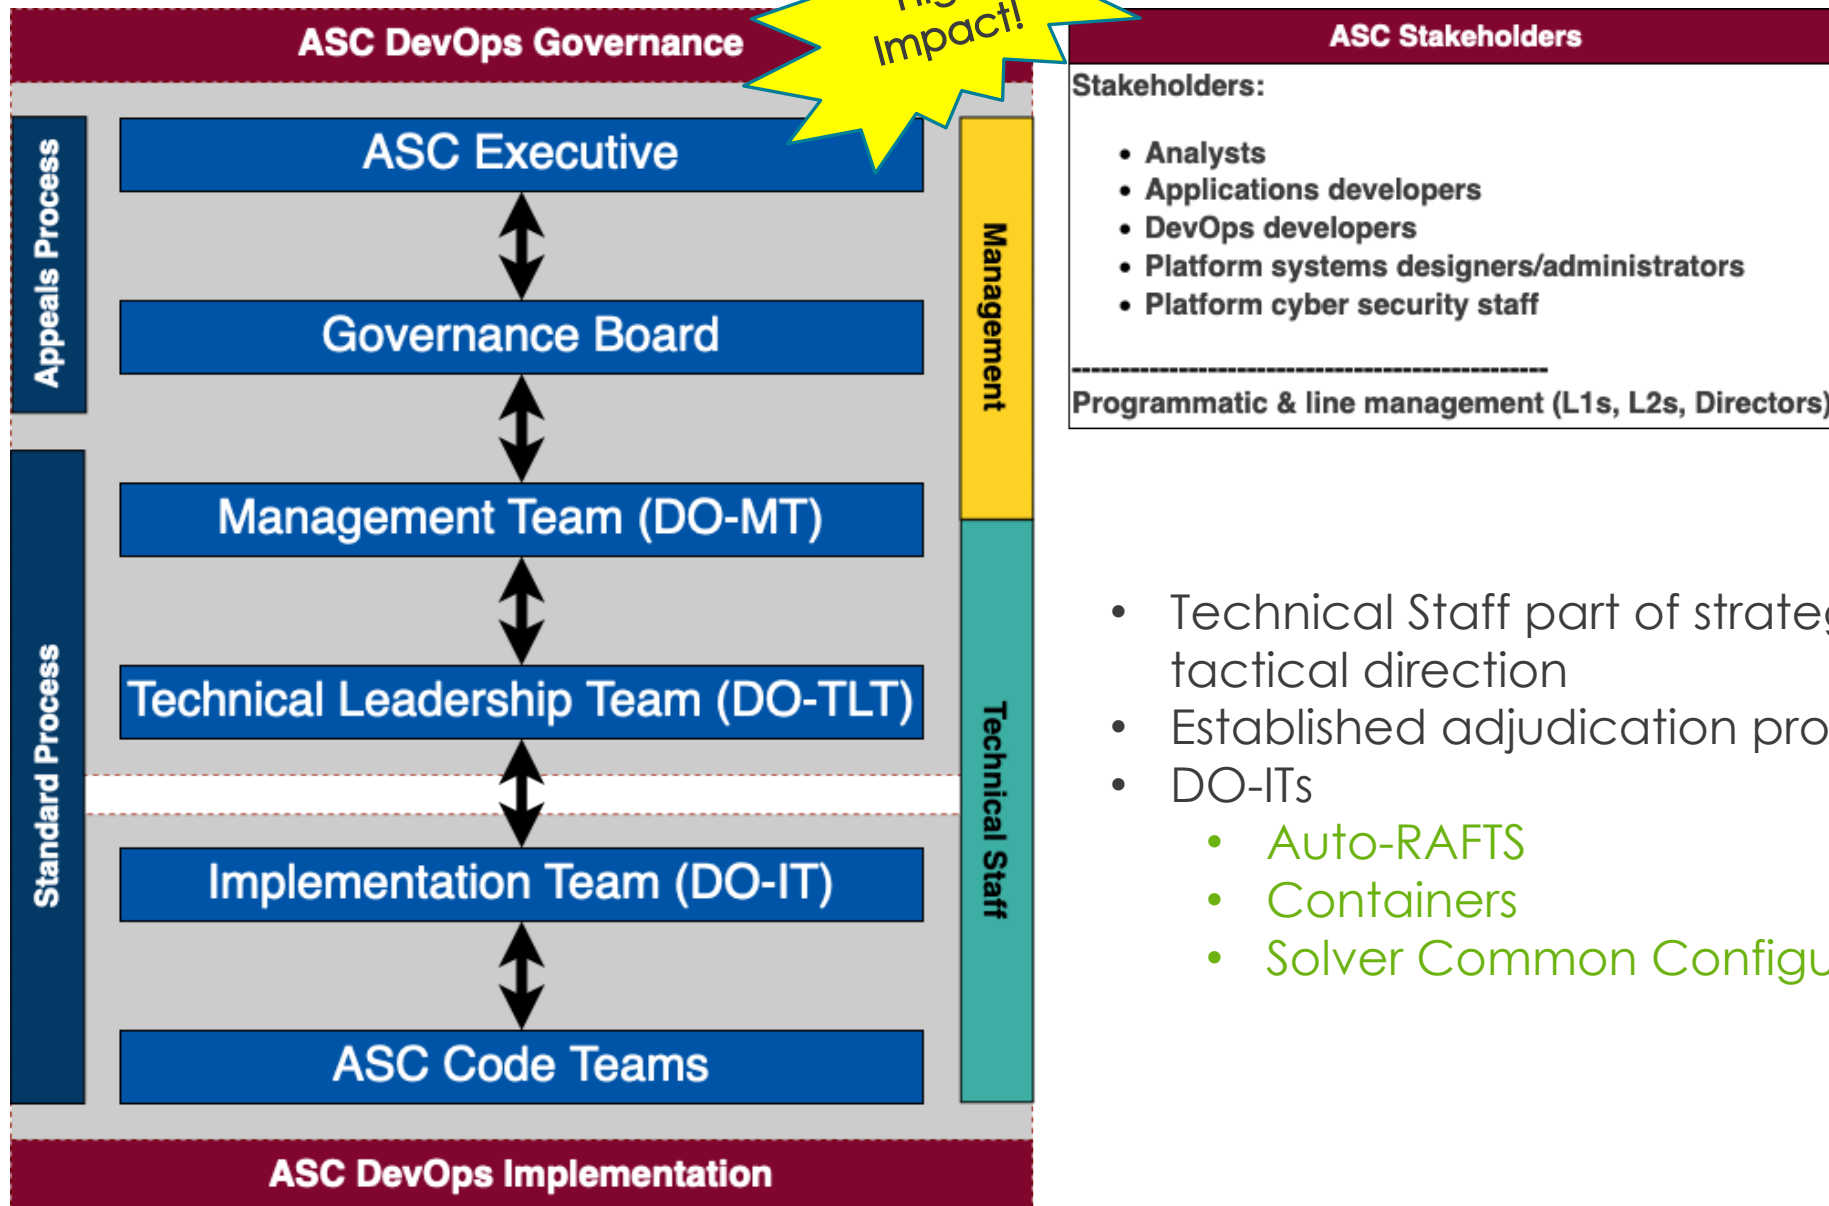 ASC DevOps Governance
Impact!
Appeals Process
Standard Process
ASC Executive
Governance Board
Management Team (DO-MT)
Technical Leadership Team (DO-TLT)
Implementation Team (DO-IT)
ASC Code Teams
Management
Technical Staff
ASC DevOps Implementation
ASC Stakeholders
Stakeholders:
• Analysts
• Applications developers
• DevOps developers
• Platform systems designers/administrators
• Platform cyber security staff
-------------------------------------------------
Programmatic & line management (L1s, L2s, Directors)
• Technical Staff part of
tactical direction
• Established adjudication
• DO-ITs
• Auto-RAFTS
• Containers
• Solver Common